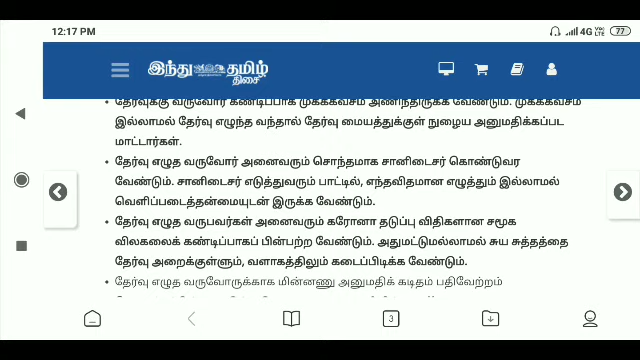 12:17 PM
4G VoLTE 77
இந்து தமிழ் திசை
• தேர்வுக்கு வருவோர் கண்டிப்பாக முகக்கவசம் அணிந்திருக்க வேண்டும். முகக்கவசம்
இல்லாமல் தேர்வு எழுந்த வந்தால் தேர்வு மையத்துக்குள் நுழைய அனுமதிக்கப்பட
மாட்டார்கள்.
• தேர்வு எழுத வருவோர் அனைவரும் சொந்தமாக சானிடைசர் கொண்டுவர
வேண்டும். சானிடைசர் எடுத்துவரும் பாட்டில், எந்தவிதமான எழுத்தும் இல்லாமல்
வெளிப்படைத்தன்மையுடன் இருக்க வேண்டும்.
• தேர்வு எழுத வருபவர்கள் அனைவரும் கரோனா தடுப்பு விதிகளான சமூக
விலகலைக் கண்டிப்பாகப் பின்பற்ற வேண்டும். அதுமட்டுமல்லாமல் சுய சுத்தத்தை
தேர்வு அறைக்குள்ளும், வளாகத்திலும் கடைப்பிடிக்க வேண்டும்.
• தேர்வு எழுத வருவோருக்காக மின்னணு அனுமதிக் கடிதம் பதிவேற்றம்
3